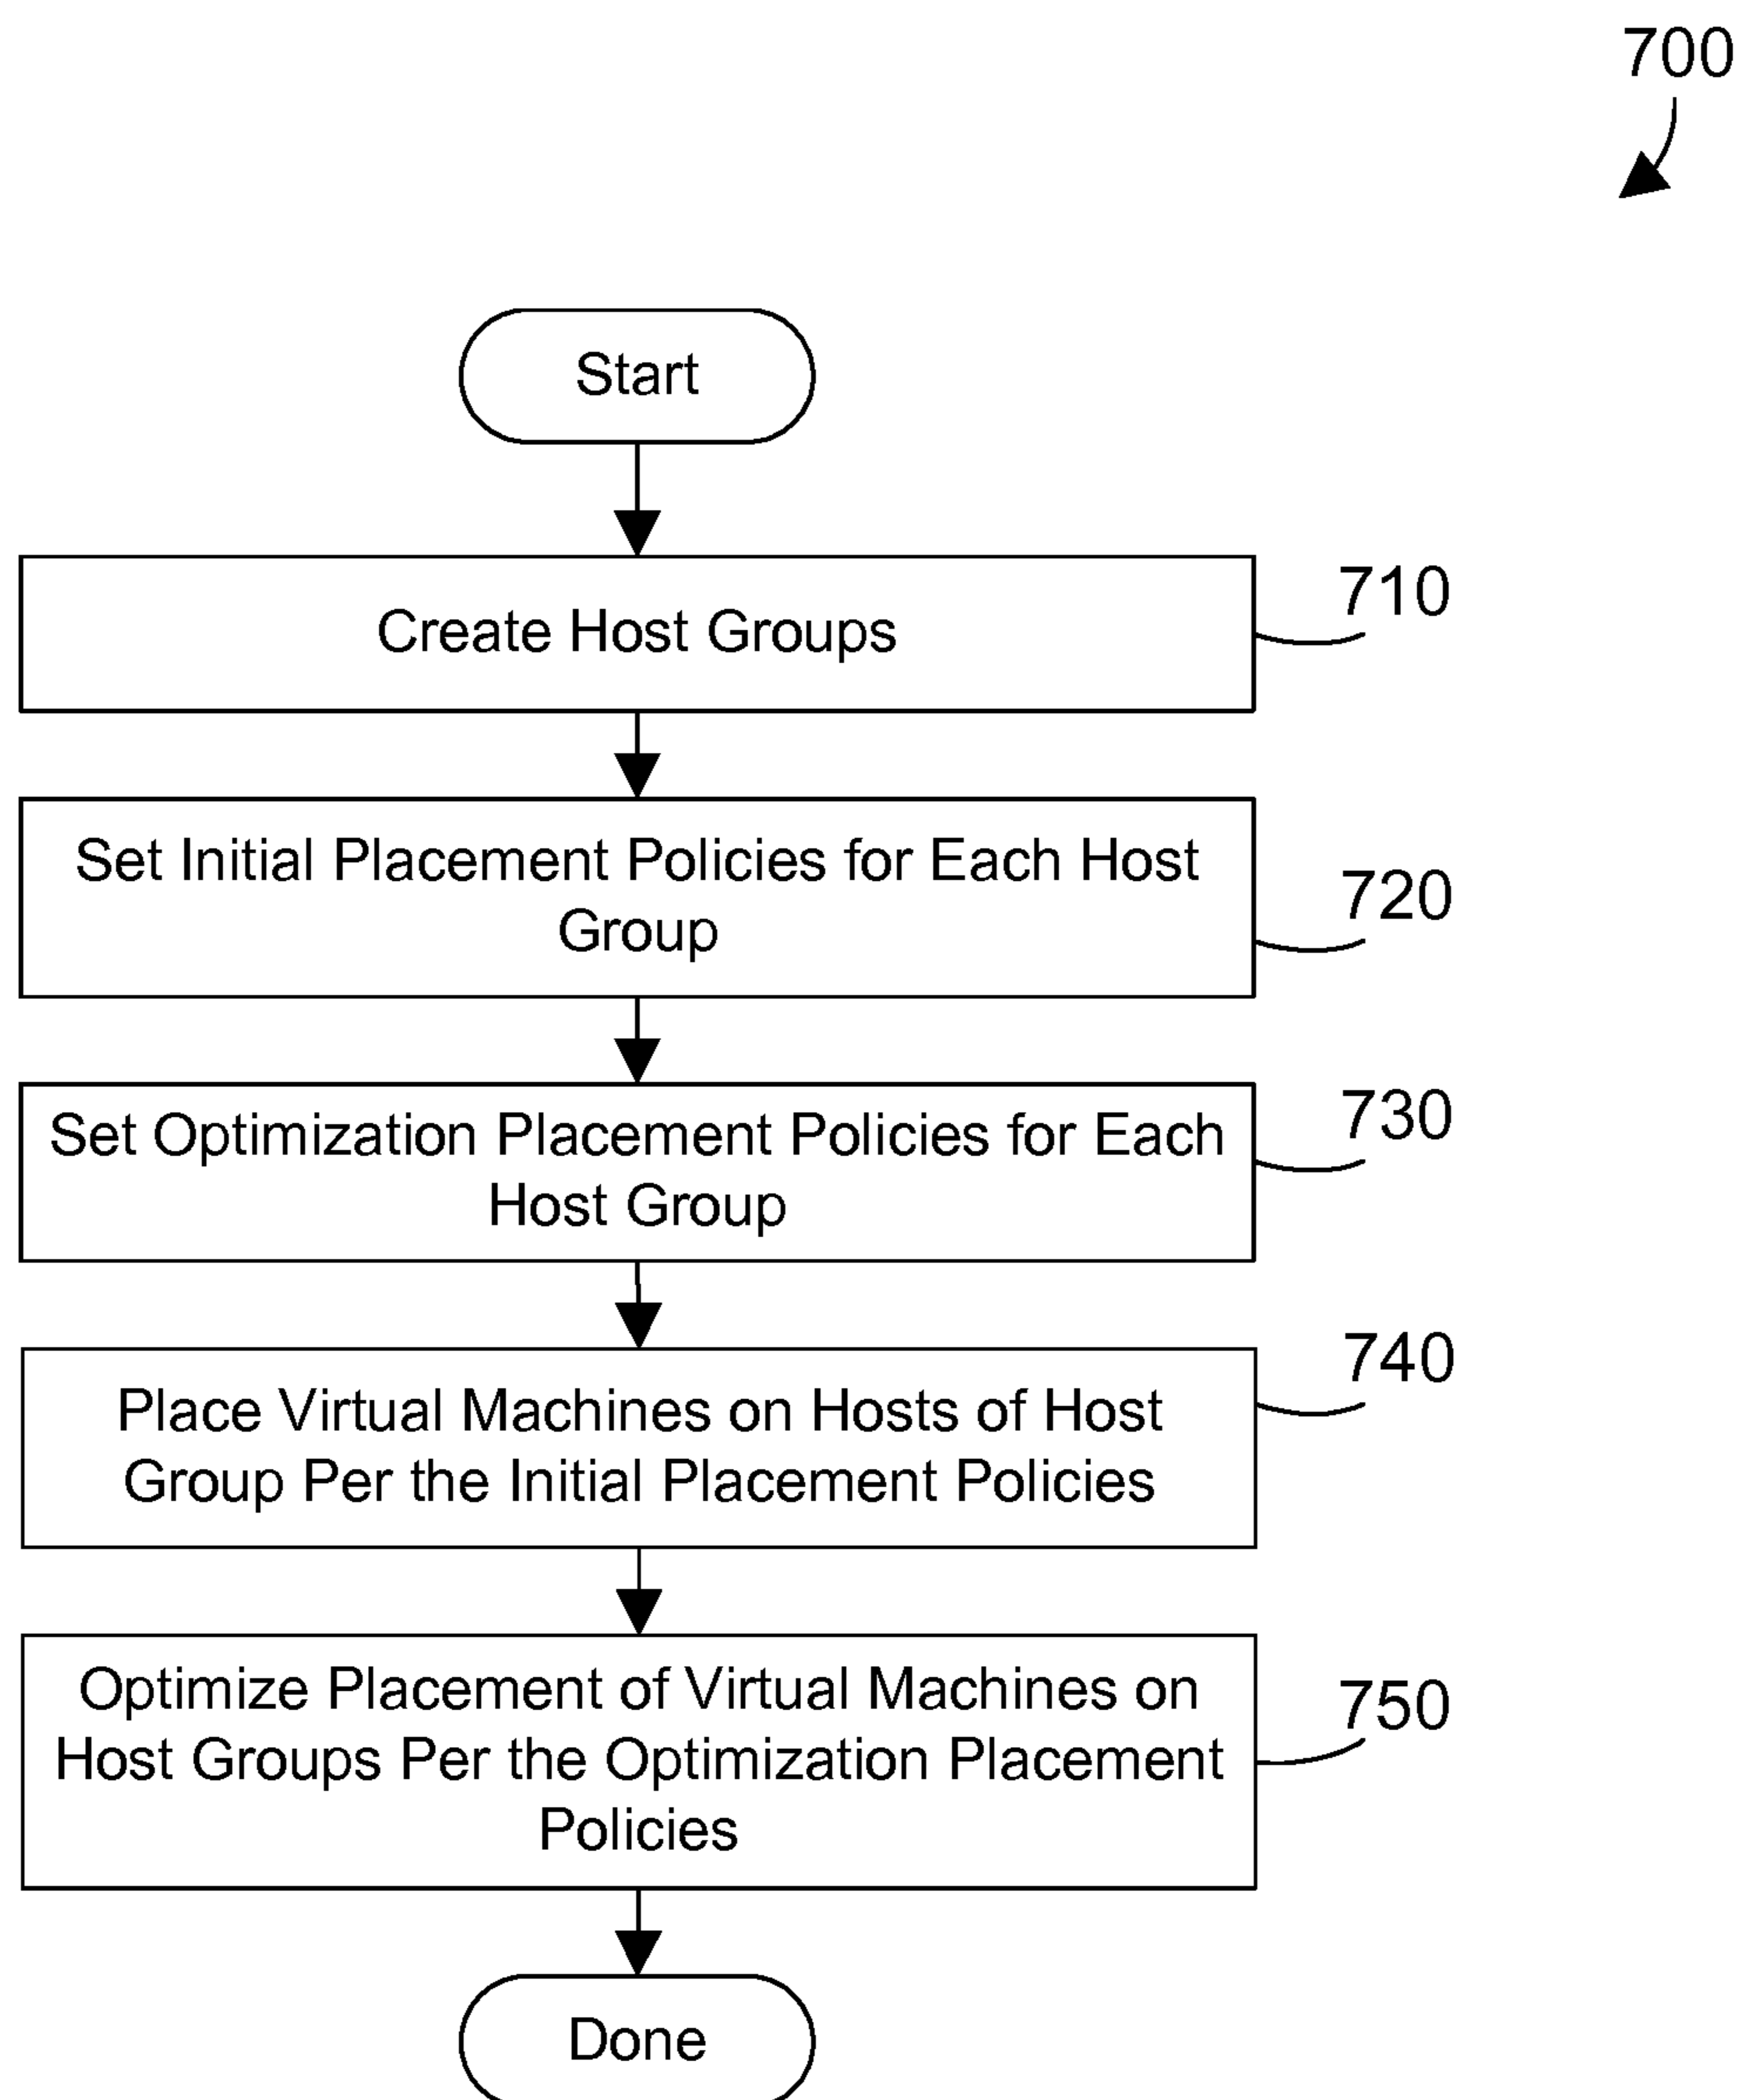 700
Start
Create Host Groups
710
Set Initial Placement Policies for Each Host
Group
720
Set Optimization Placement Policies for Each
Host Group
730
Place Virtual Machines on Hosts of Host
Group Per the Initial Placement Policies
740
Optimize Placement of Virtual Machines on
Host Groups Per the Optimization Placement
Policies
750
Done